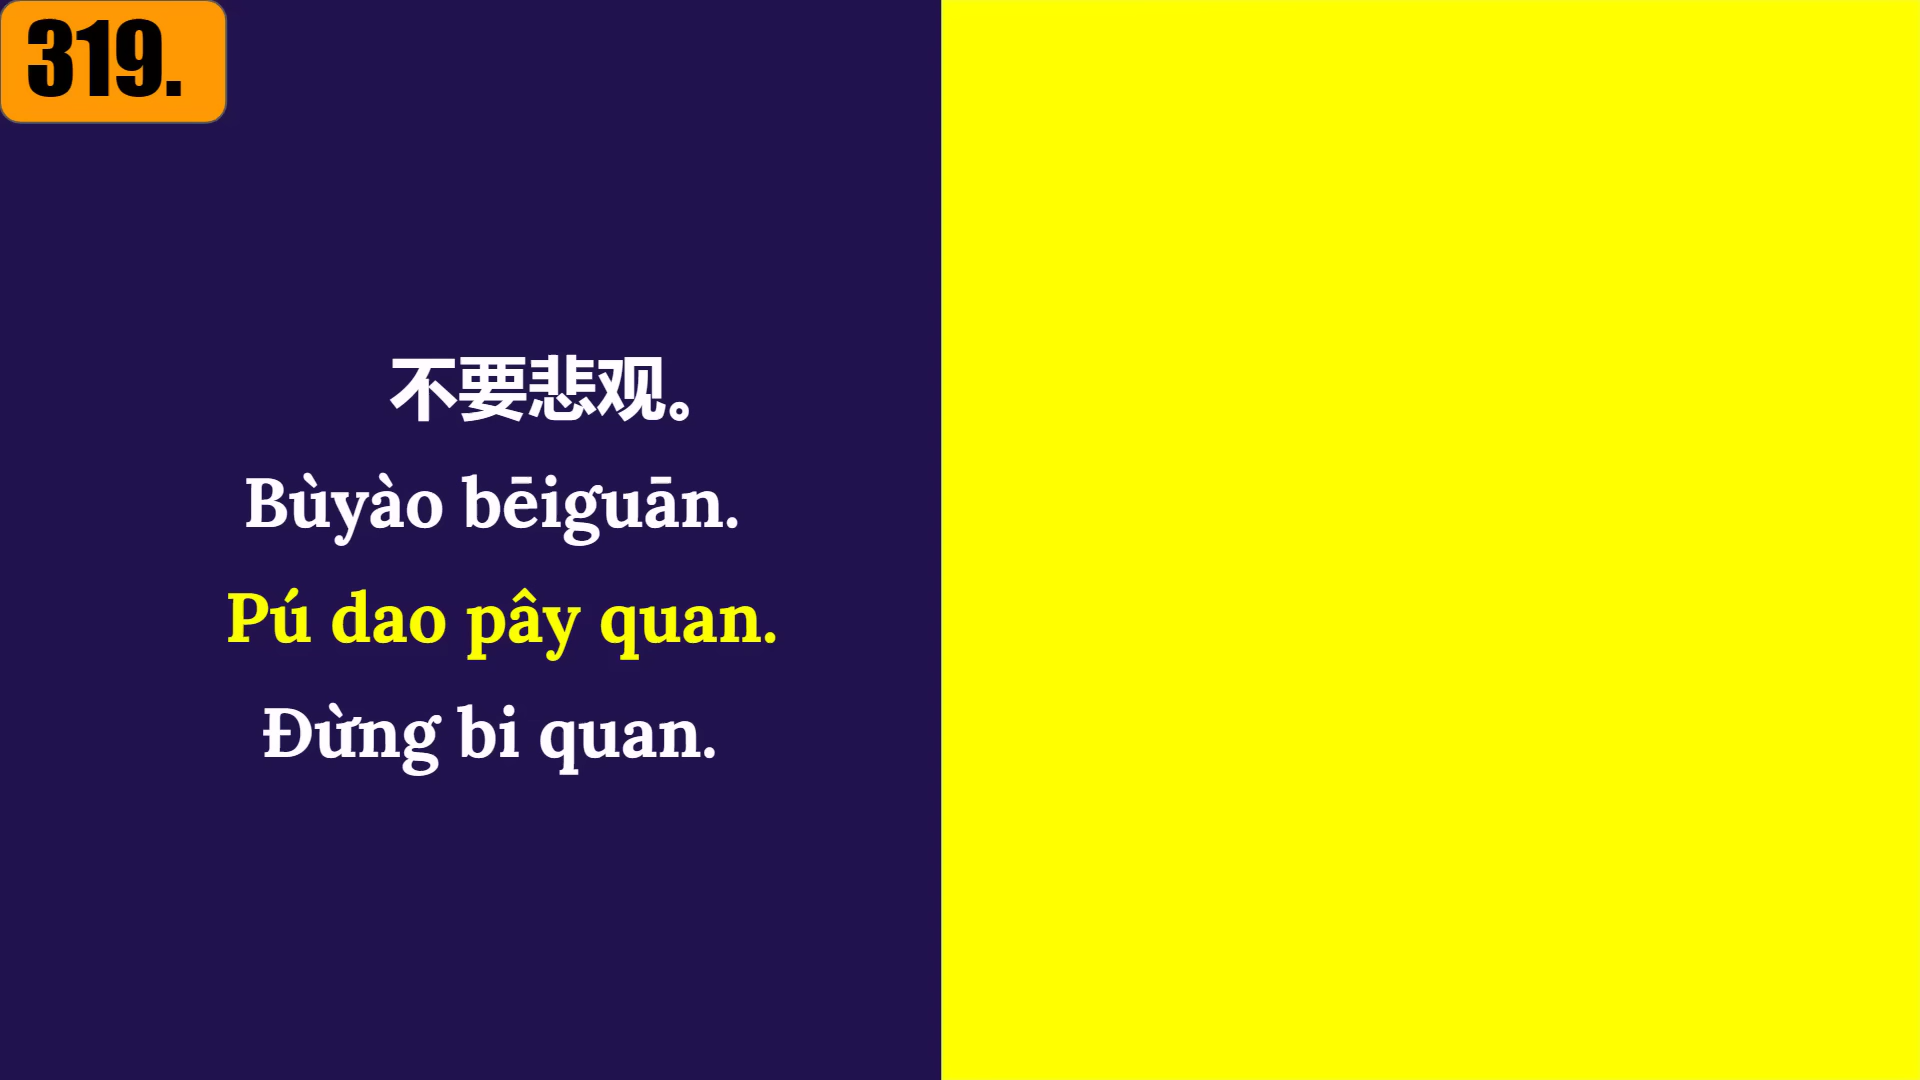 319.
不要悲观。
Bùyào bēiguān.
Pú dao pây quan.
Đừng bi quan.